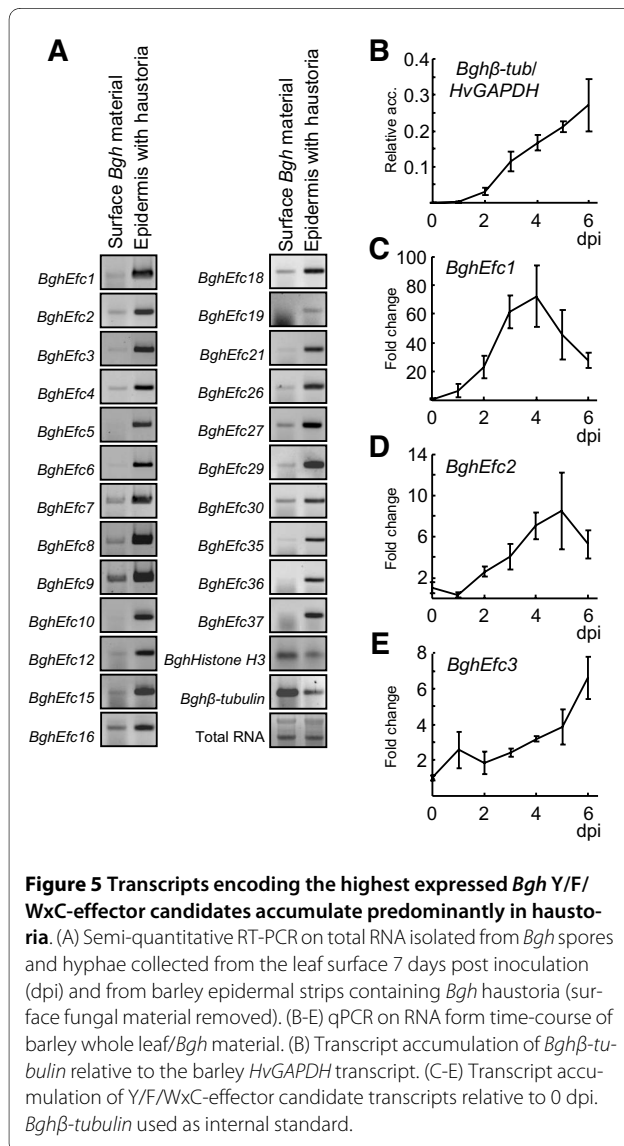 A
Surface Bgh material
Epidermis with haustoria
BghEfc1
BghEfc2
BghEfc3
BghEfc4
BghEfc5
BghEfc6
BghEfc7
BghEfc8
BghEfc9
BghEfc10
BghEfc12
BghEfc15
BghEfc16
Surface Bgh material
Epidermis with haustoria
BghEfc18
BghEfc19
BghEfc21
BghEfc26
BghEfc27
BghEfc29
BghEfc30
BghEfc35
BghEfc36
BghEfc37
BghHistone H3
Bghβ-tubulin
Total RNA
B
Bghβ-tub/
HvGAPDH
Relative acc.
0.4
0.3
0.2
0.1
0 2 4 6
dpi
C
BghEfc1
Fold change
100
80
60
40
20
0 2 4 6
dpi
D
BghEfc2
Fold change
14
10
6
2
0 2 4 6
dpi
E
BghEfc3
Fold change
8
6
4
2
0 2 4 6
dpi
Figure 5 Transcripts encoding the highest expressed Bgh Y/F/
WxC-effector candidates accumulate predominantly in hausto-
ria. (A) Semi-quantitative RT-PCR on total RNA isolated from Bgh spores
and hyphae collected from the leaf surface 7 days post inoculation
(dpi) and from barley epidermal strips containing Bgh haustoria (sur-
face fungal material removed). (B-E) qPCR on RNA form time-course of
barley whole leaf/Bgh material. (B) Transcript accumulation of Bghβ-tu-
bulin relative to the barley HvGAPDH transcript. (C-E) Transcript accu-
mulation of Y/F/WxC-effector candidate transcripts relative to 0 dpi.
Bghβ-tubulin used as internal standard.